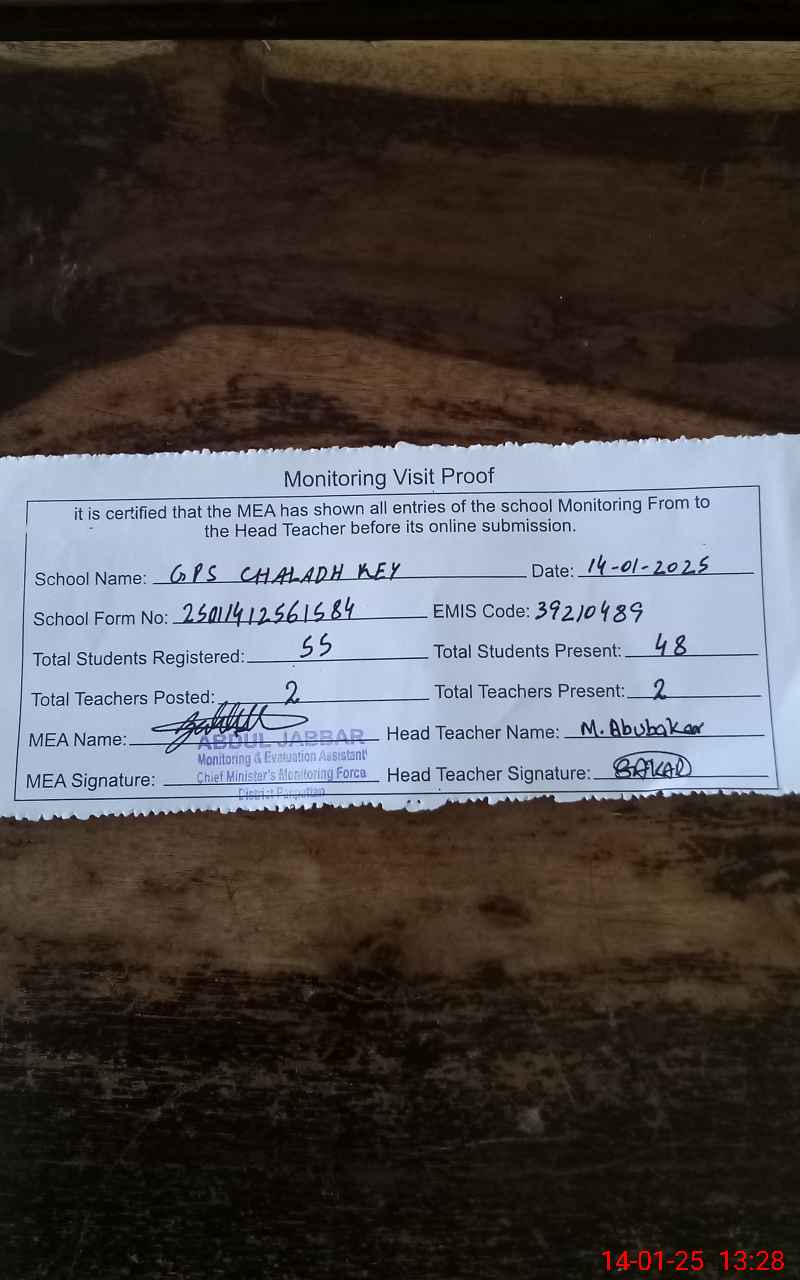 Monitoring Visit Proof
it is certified that the MEA has shown all entries of the school Monitoring From to
the Head Teacher before its online submission.
School Name: GPS CHALADH KEY Date: 14-01-2025
School Form No: 25011412561584 EMIS Code: 39210489
Total Students Registered: 55 Total Students Present: 48
Total Teachers Posted: 2 Total Teachers Present: 2
MEA Name: ABDUL JABBAR Head Teacher Name: M. Abubakar
Monitoring & Evaluation Assistant
MEA Signature: Chief Minister's Monitoring Force Head Teacher Signature:
District
14-01-25 13:28